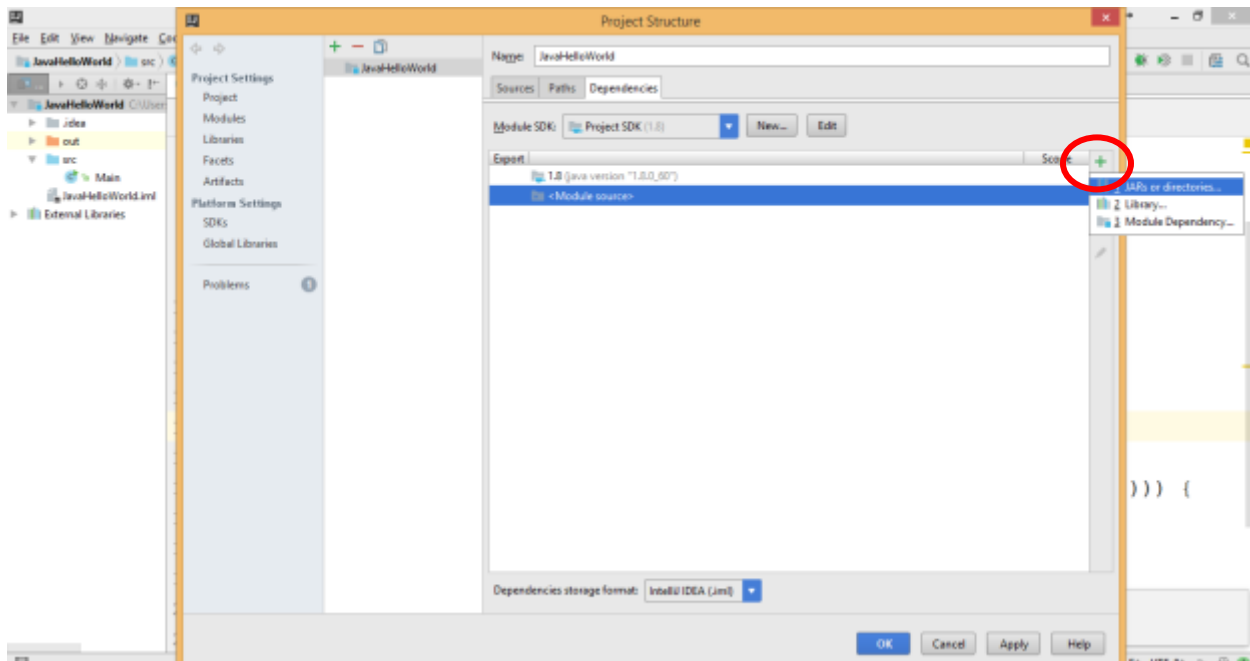 Project Structure
File Edit View Navigate
JavaHelloWorld src
JavaHelloWorld
.idea
out
src
Main
JavaHelloWorld.iml
External Libraries
Project Settings
Project
Modules
Libraries
Facets
Artifacts
Platform Settings
SDKs
Global Libraries
Problems
JavaHelloWorld
Name: JavaHelloWorld
Sources Paths Dependencies
Module SDK: Project SDK (1.8) New... Edit
Export Scope
1.8 (java version "1.8.0_60")
<Module source>
1 JARs or directories...
2 Library...
3 Module Dependency...
))) {
Dependencies storage format: IntelliJ IDEA (.iml)
OK Cancel Apply Help